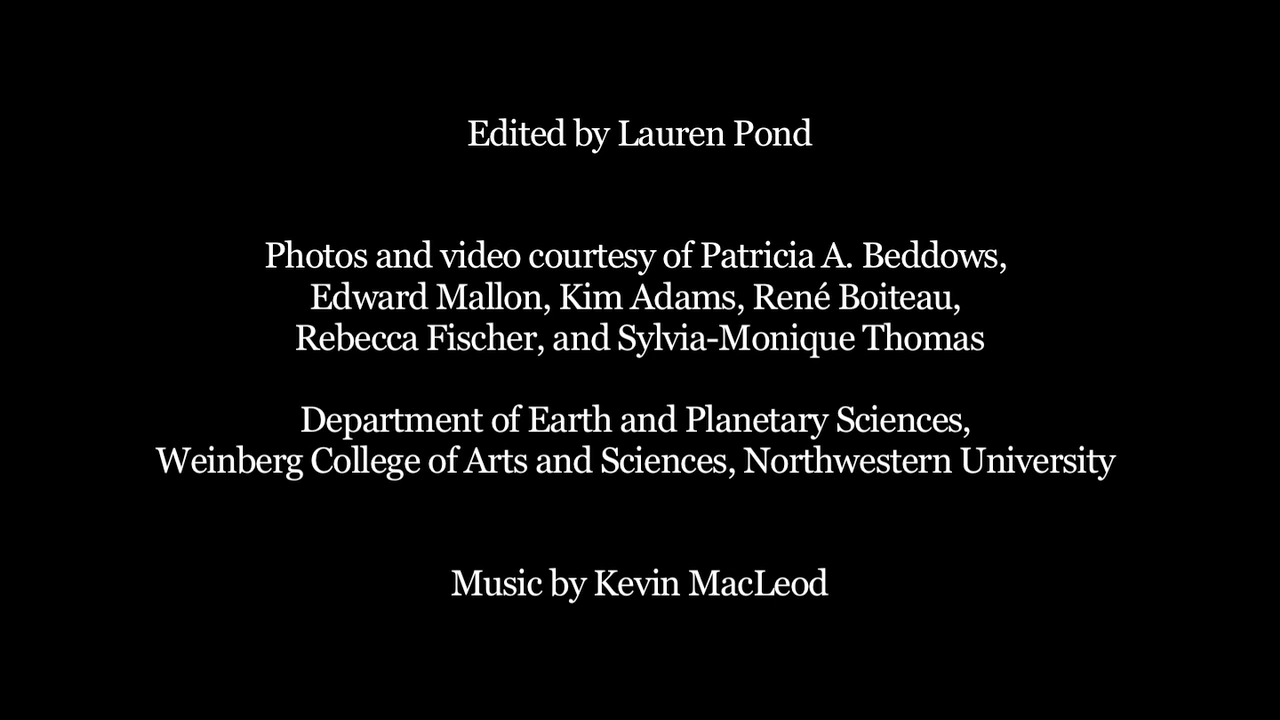 Edited by Lauren Pond
Photos and video courtesy of Patricia A. Beddows,
Edward Mallon, Kim Adams, René Boiteau,
Rebecca Fischer, and Sylvia-Monique Thomas
Department of Earth and Planetary Sciences,
Weinberg College of Arts and Sciences, Northwestern University
Music by Kevin MacLeod